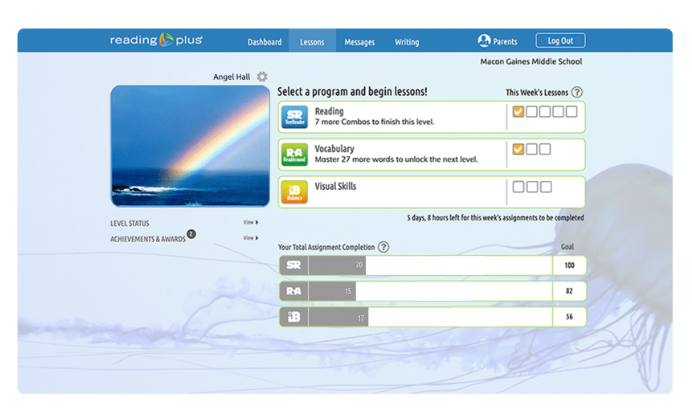 reading plus
Dashboard Lessons Messages Writing Parents Log Out
Macon Gaines Middle School
Angel Hall
Select a program and begin lessons! This Week's Lessons ?
SR
SeeReader
Reading
7 more Combos to finish this level.
RA
ReadAround
Vocabulary
Master 27 more words to unlock the next level.
iB
iBalance
Visual Skills
5 days, 8 hours left for this week's assignments to be completed
LEVEL STATUS View
ACHIEVEMENTS & AWARDS 2 View
Your Total Assignment Completion ? Goal
SR 20 100
RA 15 82
iB 17 56